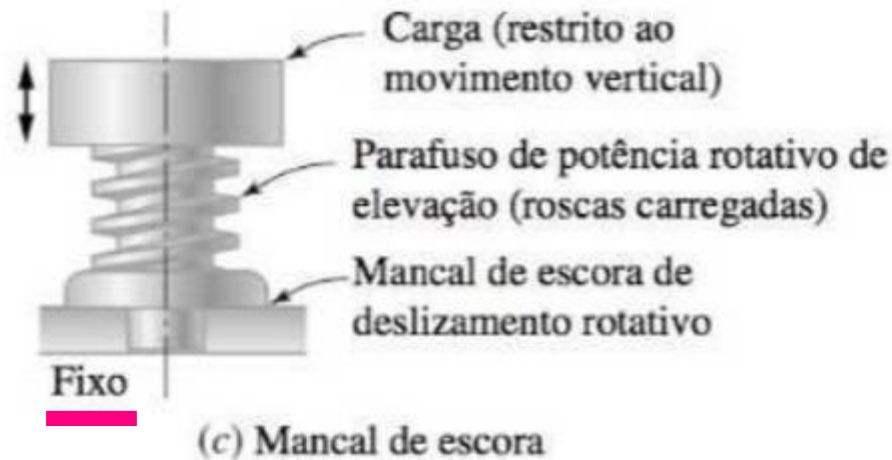 Carga (restrito ao
movimento vertical)
Parafuso de potência rotativo de
elevação (roscas carregadas)
Mancal de escora de
deslizamento rotativo
Fixo
(c) Mancal de escora